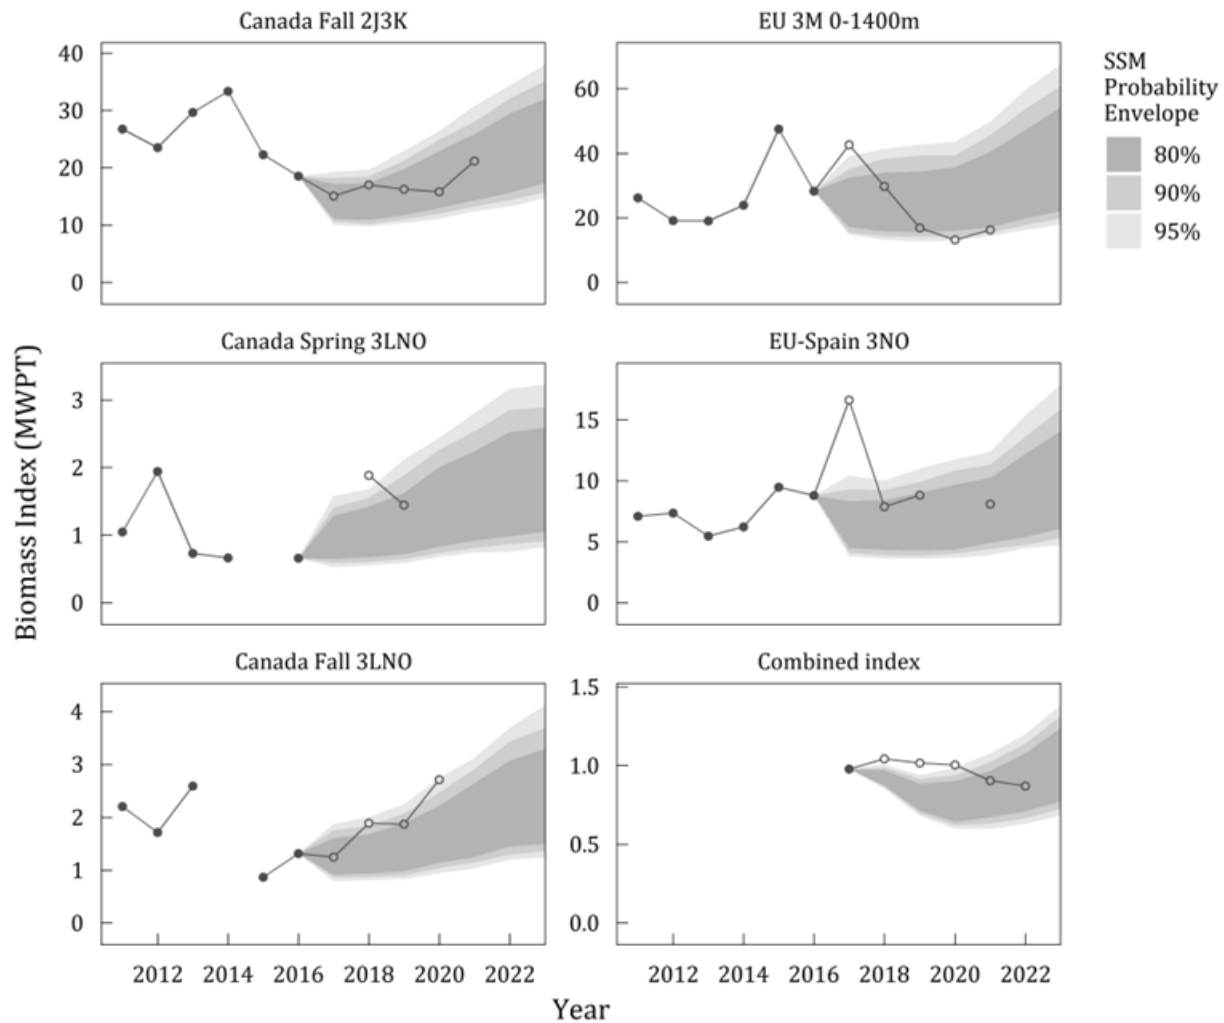 Canada Fall 2J3K
EU 3M 0-1400m
40
30
20
10
0
60
40
20
0
SSM
Probability
Envelope
80%
90%
95%
Canada Spring 3LNO
EU-Spain 3NO
Biomass Index (MWPT)
3
2
1
0
15
10
5
0
Canada Fall 3LNO
Combined index
4
3
2
1
0
1.5
1.0
0.5
0.0
2012 2014 2016 2018 2020 2022
2012 2014 2016 2018 2020 2022
Year